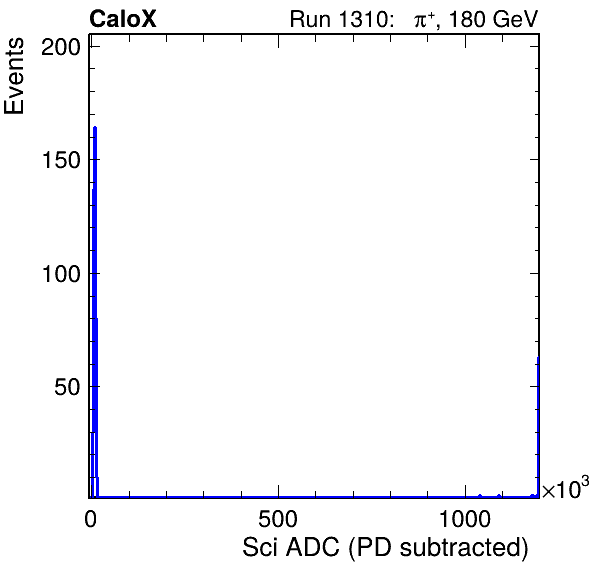 CaloX Run 1310: π⁺, 180 GeV
Events
200
150
100
50
×10³
0 500 1000
Sci ADC (PD subtracted)